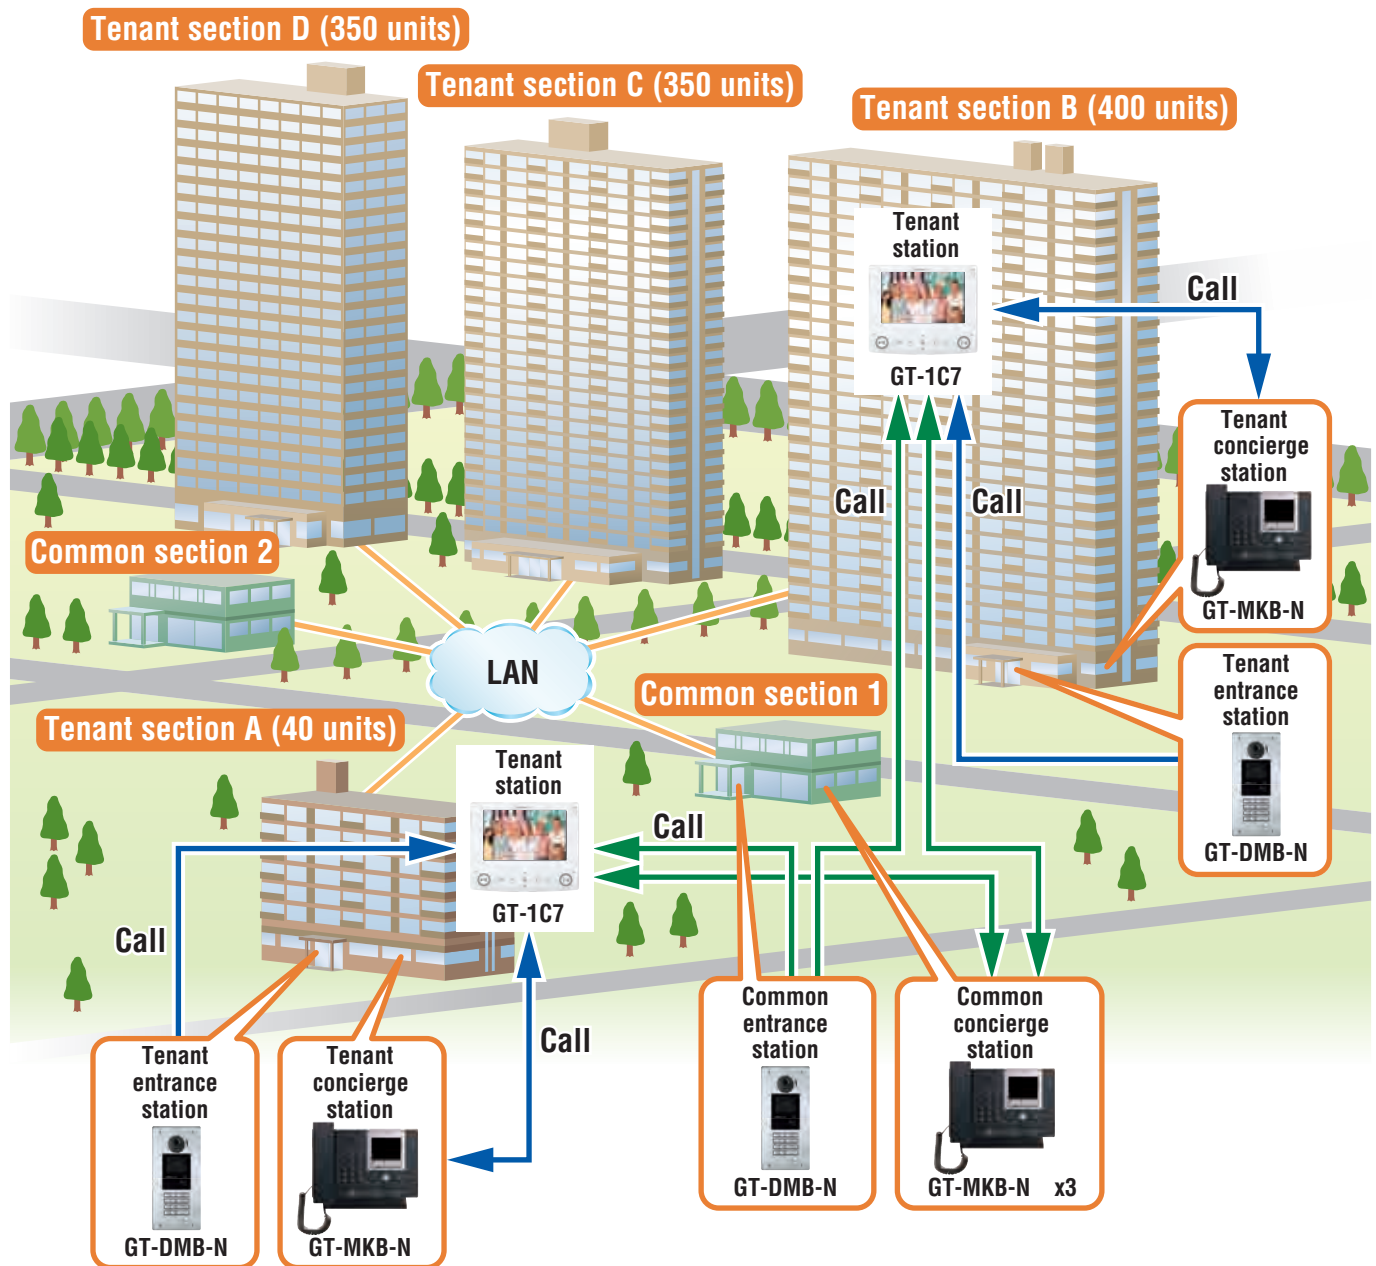 Tenant section D (350 units)
Tenant section C (350 units)
Tenant section B (400 units)
Tenant
station
GT-1C7
Call
Tenant
concierge
station
GT-MKB-N
Call
Call
Common section 2
LAN
Common section 1
Tenant
entrance
station
GT-DMB-N
Tenant section A (40 units)
Tenant
station
GT-1C7
Call
Call
Call
Tenant
entrance
station
GT-DMB-N
Tenant
concierge
station
GT-MKB-N
Common
entrance
station
GT-DMB-N
Common
concierge
station
GT-MKB-N x3